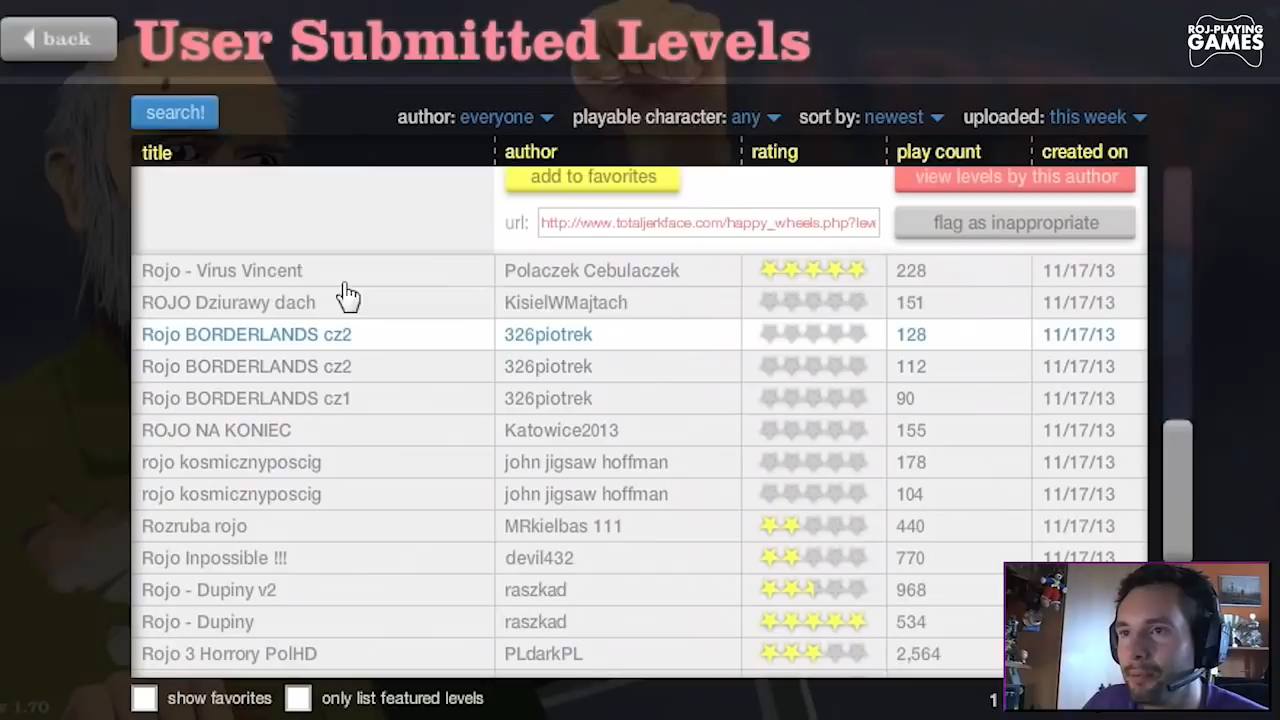 back
User Submitted Levels
ROJ-PLAYING
GAMES
search!
author: everyone playable character: any sort by: newest uploaded: this week
title author rating play count created on
add to favorites view levels by this author
url: http://www.totaljerkface.com/happy_wheels.php?leve flag as inappropriate
Rojo - Virus Vincent Polaczek Cebulaczek 228 11/17/13
ROJO Dziurawy dach KisielWMajtach 151 11/17/13
Rojo BORDERLANDS cz2 326piotrek 128 11/17/13
Rojo BORDERLANDS cz2 326piotrek 112 11/17/13
Rojo BORDERLANDS cz1 326piotrek 90 11/17/13
ROJO NA KONIEC Katowice2013 155 11/17/13
rojo kosmicznyposcig john jigsaw hoffman 178 11/17/13
rojo kosmicznyposcig john jigsaw hoffman 104 11/17/13
Rozruba rojo MRkielbas 111 440 11/17/13
Rojo Inpossible !!! devil432 770 11/17/13
Rojo - Dupiny v2 raszkad 968
Rojo - Dupiny raszkad 534
Rojo 3 Horrory PolHD PLdarkPL 2,564
show favorites only list featured levels 1
v 1.70